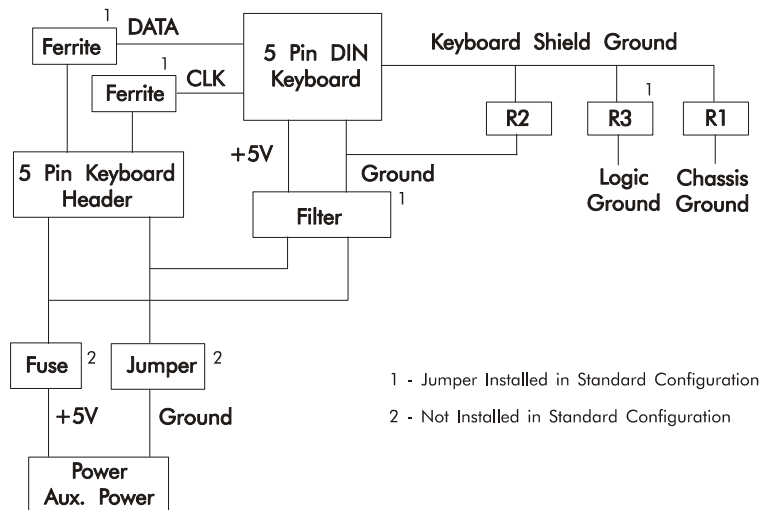 1
DATA
Ferrite
1
CLK
Ferrite
5 Pin DIN
Keyboard
Keyboard Shield Ground
R2
1
R3
R1
+5V
Ground
Logic
Ground
Chassis
Ground
5 Pin Keyboard
Header
Filter
1
Fuse
2
Jumper
2
1 - Jumper Installed in Standard Configuration
2 - Not Installed in Standard Configuration
+5V
Ground
Power
Aux. Power